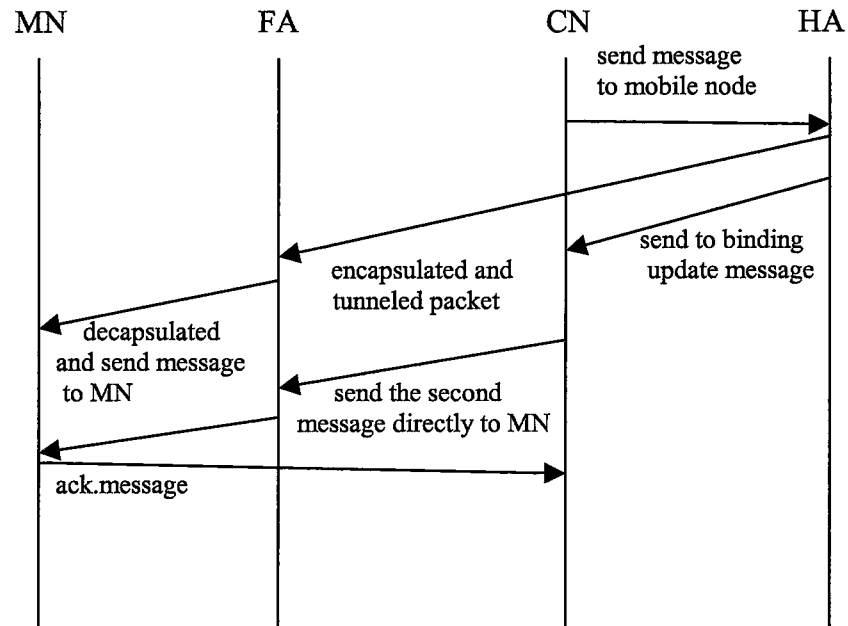 MN FA CN HA
send message
to mobile node
send to binding
update message
encapsulated and
tunneled packet
decapsulated
and send message
to MN
send the second
message directly to MN
ack.message